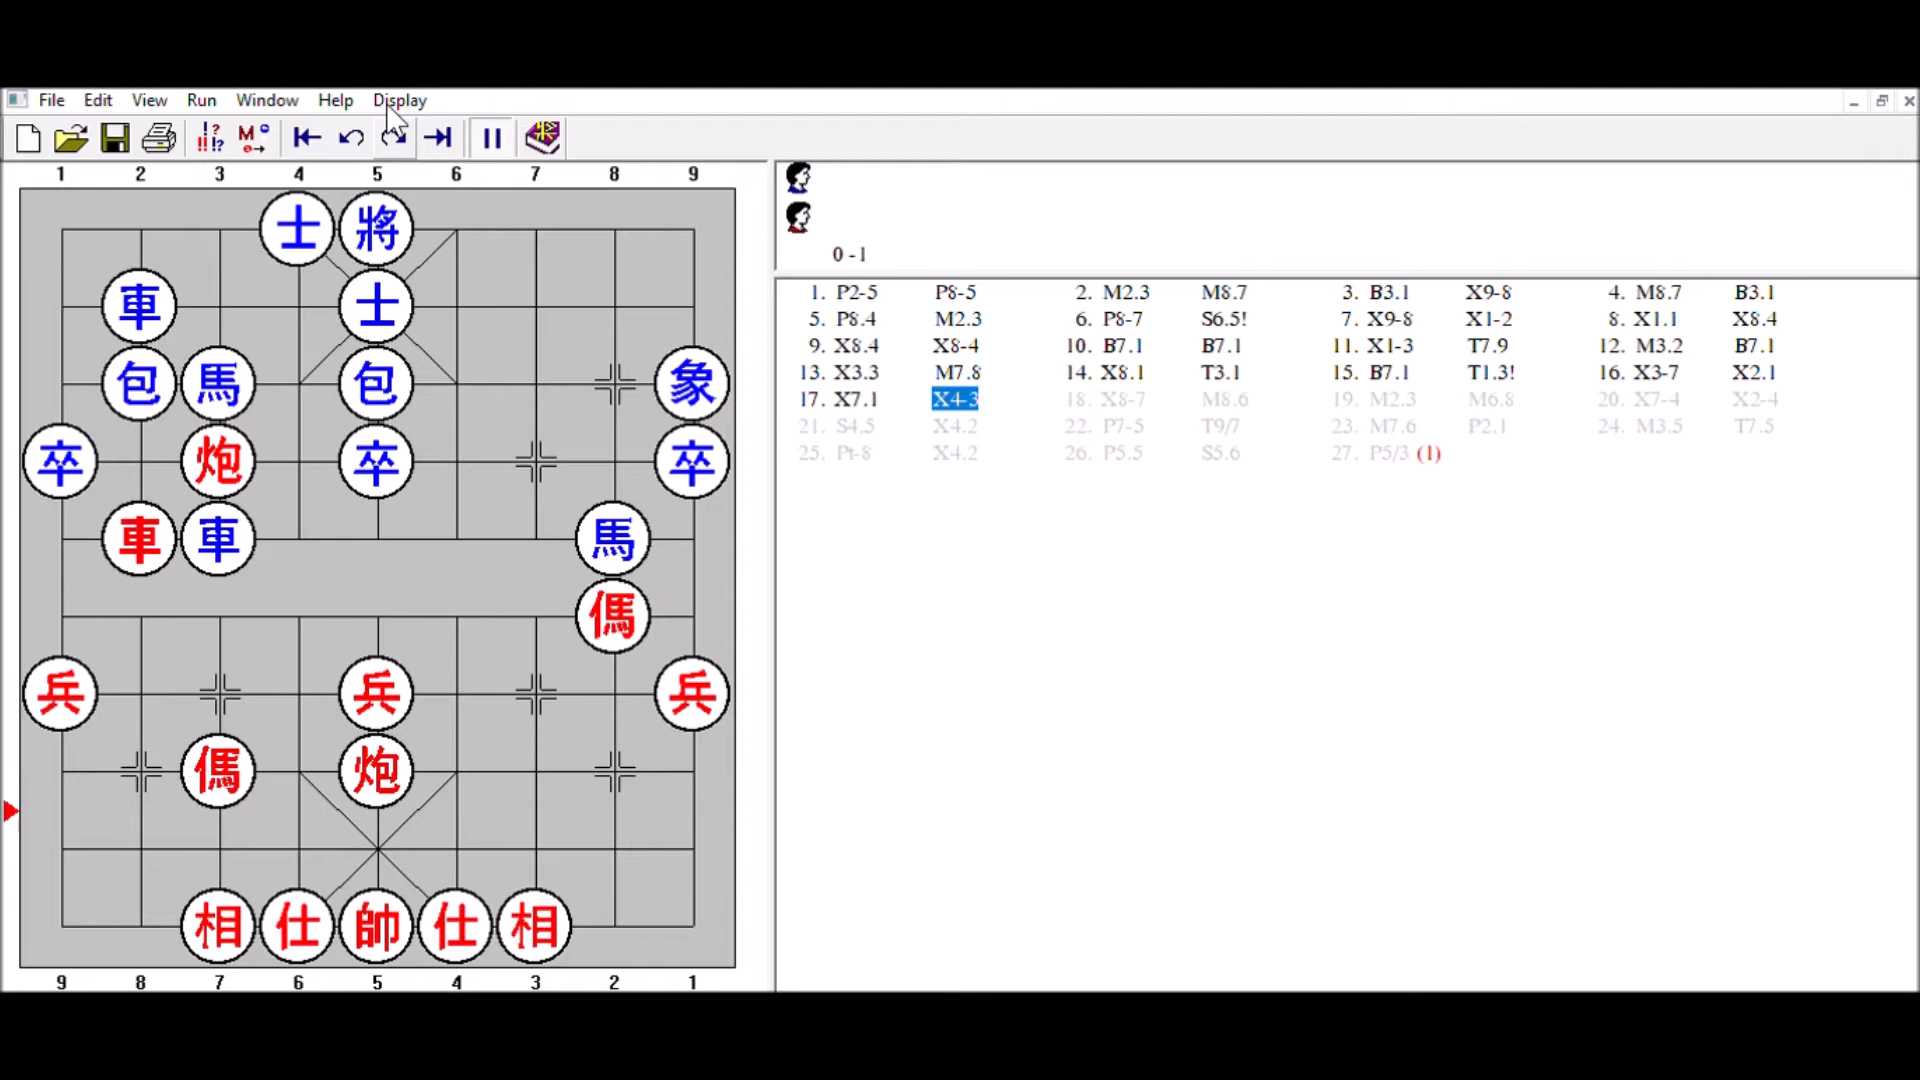 File Edit View Run Window Help Display
1 2 3 4 5 6 7 8 9
士 將
車 士
包 馬 包 象
卒 炮 卒 卒
車 車 馬
傌
兵 兵 兵
傌 炮
相 仕 帥 仕 相
9 8 7 6 5 4 3 2 1
0 - 1
1. P2-5 P8-5 2. M2.3 M8.7 3. B3.1 X9-8 4. M8.7 B3.1
5. P8.4 M2.3 6. P8-7 S6.5! 7. X9-8 X1-2 8. X1.1 X8.4
9. X8.4 X8-4 10. B7.1 B7.1 11. X1-3 T7.9 12. M3.2 B7.1
13. X3.3 M7.8 14. X8.1 T3.1 15. B7.1 T1.3! 16. X3-7 X2.1
17. X7.1 X4-3 18. X8-7 M8.6 19. M2.3 M6.8 20. X7-4 X2-4
21. S4.5 X4.2 22. P7-5 T9/7 23. M7.6 P2.1 24. M3.5 T7.5
25. Pt-8 X4.2 26. P5.5 S5.6 27. P5/3 (1)